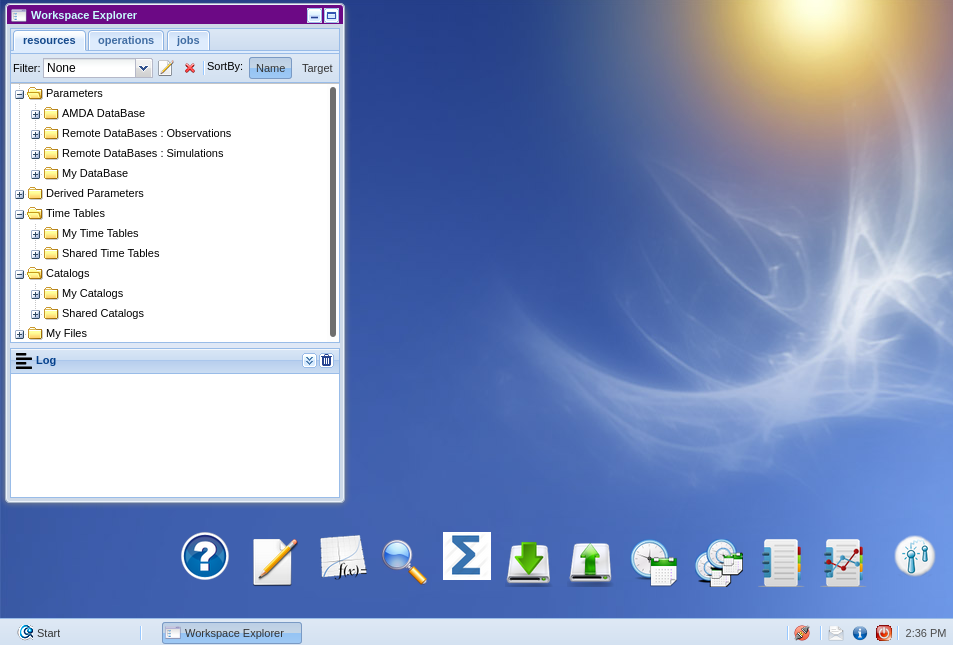 Workspace Explorer
resources operations jobs
Filter: None SortBy: Name Target
Parameters
AMDA DataBase
Remote DataBases : Observations
Remote DataBases : Simulations
My DataBase
Derived Parameters
Time Tables
My Time Tables
Shared Time Tables
Catalogs
My Catalogs
Shared Catalogs
My Files
Log
? f(x)= Σ
Start Workspace Explorer 2:36 PM